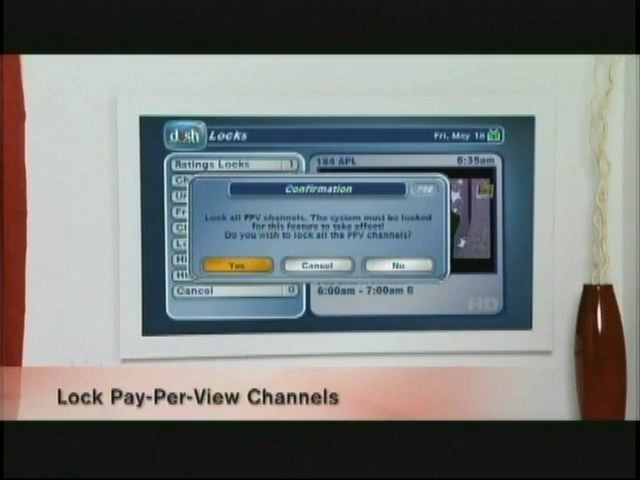 dish Locks
Fri, May 18
Ratings Locks 1
184 APL 6:35am
Confirmation
Lock all PPV channels. The system must be locked
for this feature to take effect!
Do you wish to lock all the PPV channels?
Yes Cancel No
Cancel 0
6:00am - 7:00am
HD
Lock Pay-Per-View Channels